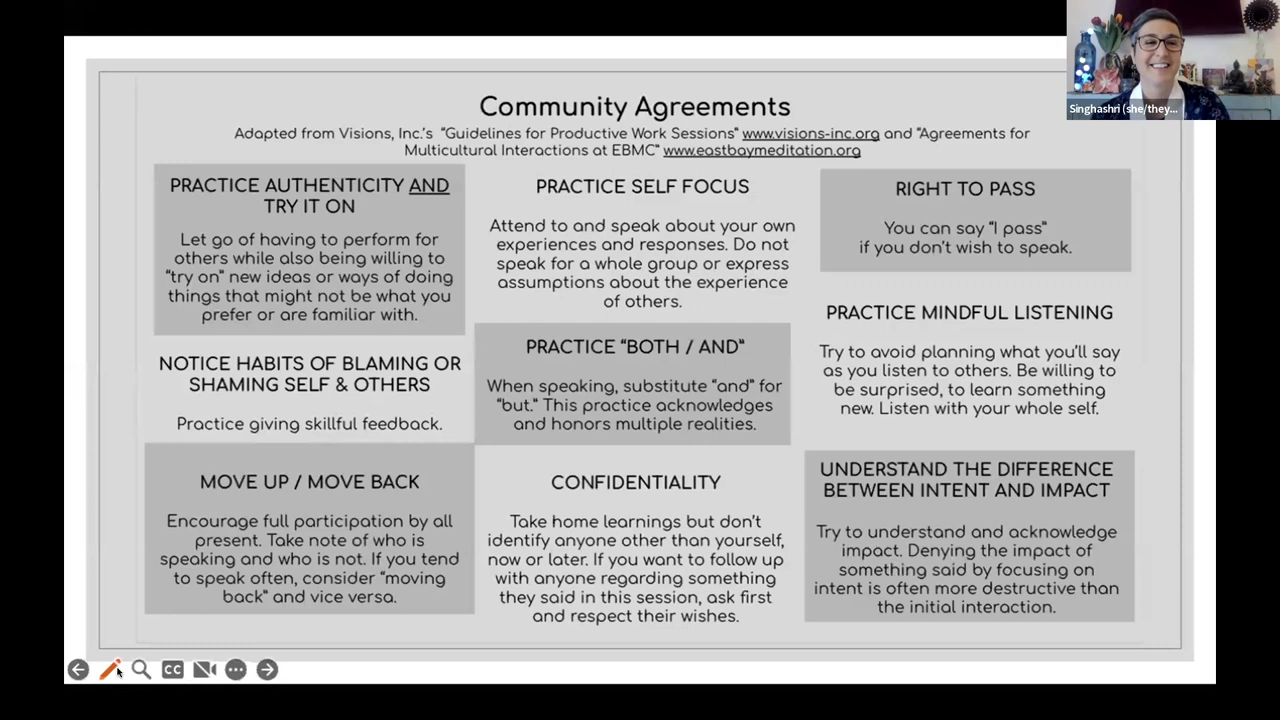 Community Agreements
Adapted from Visions, Inc.'s "Guidelines for Productive Work Sessions" www.visions-inc.org and "Agreements for
Multicultural Interactions at EBMC" www.eastbaymeditation.org
PRACTICE AUTHENTICITY AND
TRY IT ON
Let go of having to perform for
others while also being willing to
"try on" new ideas or ways of doing
things that might not be what you
prefer or are familiar with.
NOTICE HABITS OF BLAMING OR
SHAMING SELF & OTHERS
Practice giving skillful feedback.
MOVE UP / MOVE BACK
Encourage full participation by all
present. Take note of who is
speaking and who is not. If you tend
to speak often, consider "moving
back" and vice versa.
PRACTICE SELF FOCUS
Attend to and speak about your own
experiences and responses. Do not
speak for a whole group or express
assumptions about the experience
of others.
PRACTICE "BOTH / AND"
When speaking, substitute "and" for
"but." This practice acknowledges
and honors multiple realities.
CONFIDENTIALITY
Take home learnings but don't
identify anyone other than yourself,
now or later. If you want to follow up
with anyone regarding something
they said in this session, ask first
and respect their wishes.
RIGHT TO PASS
You can say "I pass"
if you don't wish to speak.
PRACTICE MINDFUL LISTENING
Try to avoid planning what you'll say
as you listen to others. Be willing to
be surprised, to learn something
new. Listen with your whole self.
UNDERSTAND THE DIFFERENCE
BETWEEN INTENT AND IMPACT
Try to understand and acknowledge
impact. Denying the impact of
something said by focusing on
intent is often more destructive than
the initial interaction.
Singhashri (she/they...
CC